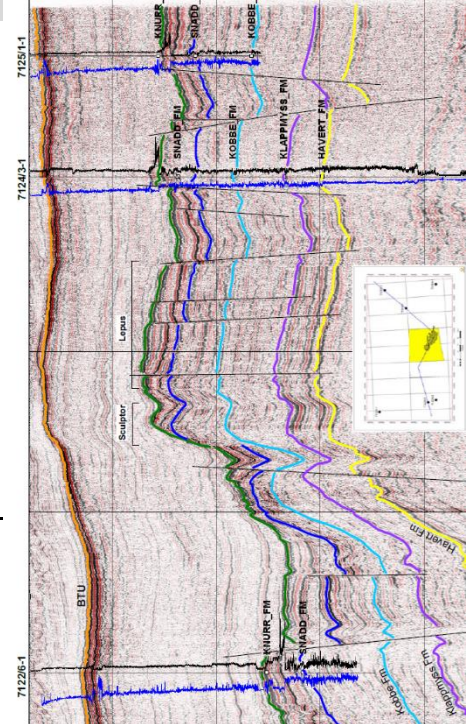 7125/1-1
KNURR
SNADD
KOBBE
7124/3-1
SNADD_FM
KOBBE_FM
KLAPPMYSS_FM
HAVERT_FM
Lepus
Sculptor
BTU
Havert Fm
7122/6-1
KNURR_FM
SNADD_FM
Kobbe Fm
Klappmyss Fm